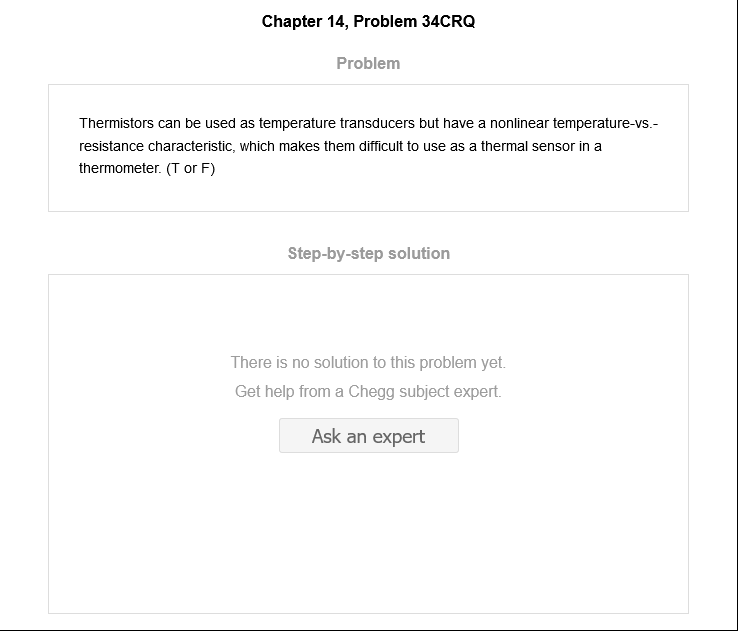 Chapter 14, Problem 34CRQ
Problem
Thermistors can be used as temperature transducers but have a nonlinear temperature-vs.-
resistance characteristic, which makes them difficult to use as a thermal sensor in a
thermometer. (T or F)
Step-by-step solution
There is no solution to this problem yet.
Get help from a Chegg subject expert.
Ask an expert